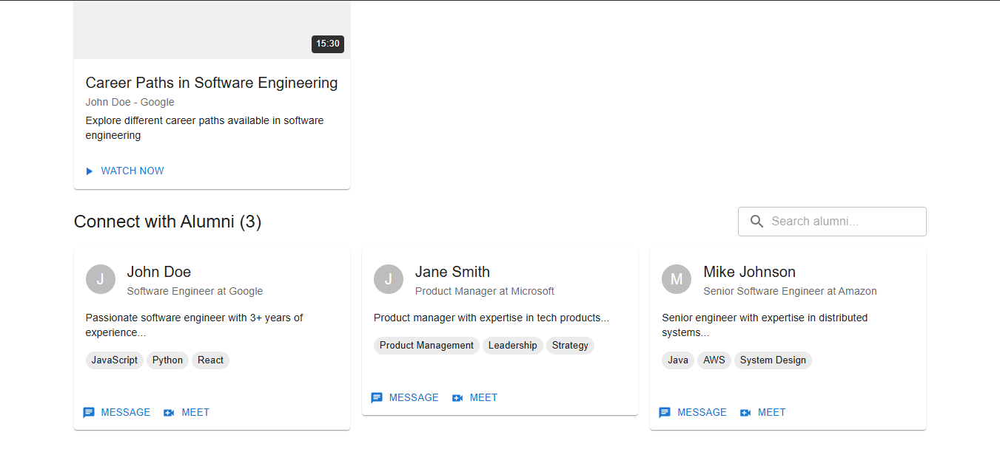 15:30
Career Paths in Software Engineering
John Doe - Google
Explore different career paths available in software
engineering
WATCH NOW
Connect with Alumni (3)
Search alumni...
J
John Doe
Software Engineer at Google
Passionate software engineer with 3+ years of
experience...
JavaScript Python React
MESSAGE MEET
J
Jane Smith
Product Manager at Microsoft
Product manager with expertise in tech products...
Product Management Leadership Strategy
MESSAGE MEET
M
Mike Johnson
Senior Software Engineer at Amazon
Senior engineer with expertise in distributed
systems...
Java AWS System Design
MESSAGE MEET